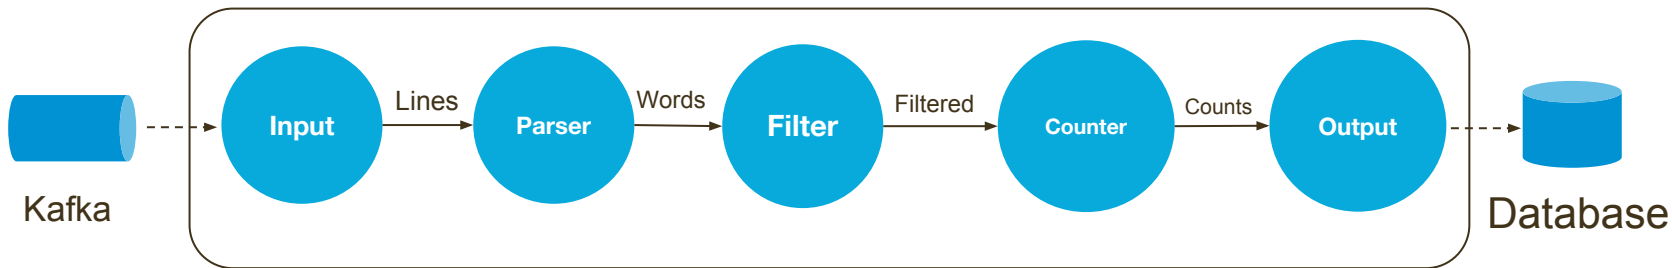 Kafka
Input
Lines
Parser
Words
Filter
Filtered
Counter
Counts
Output
Database